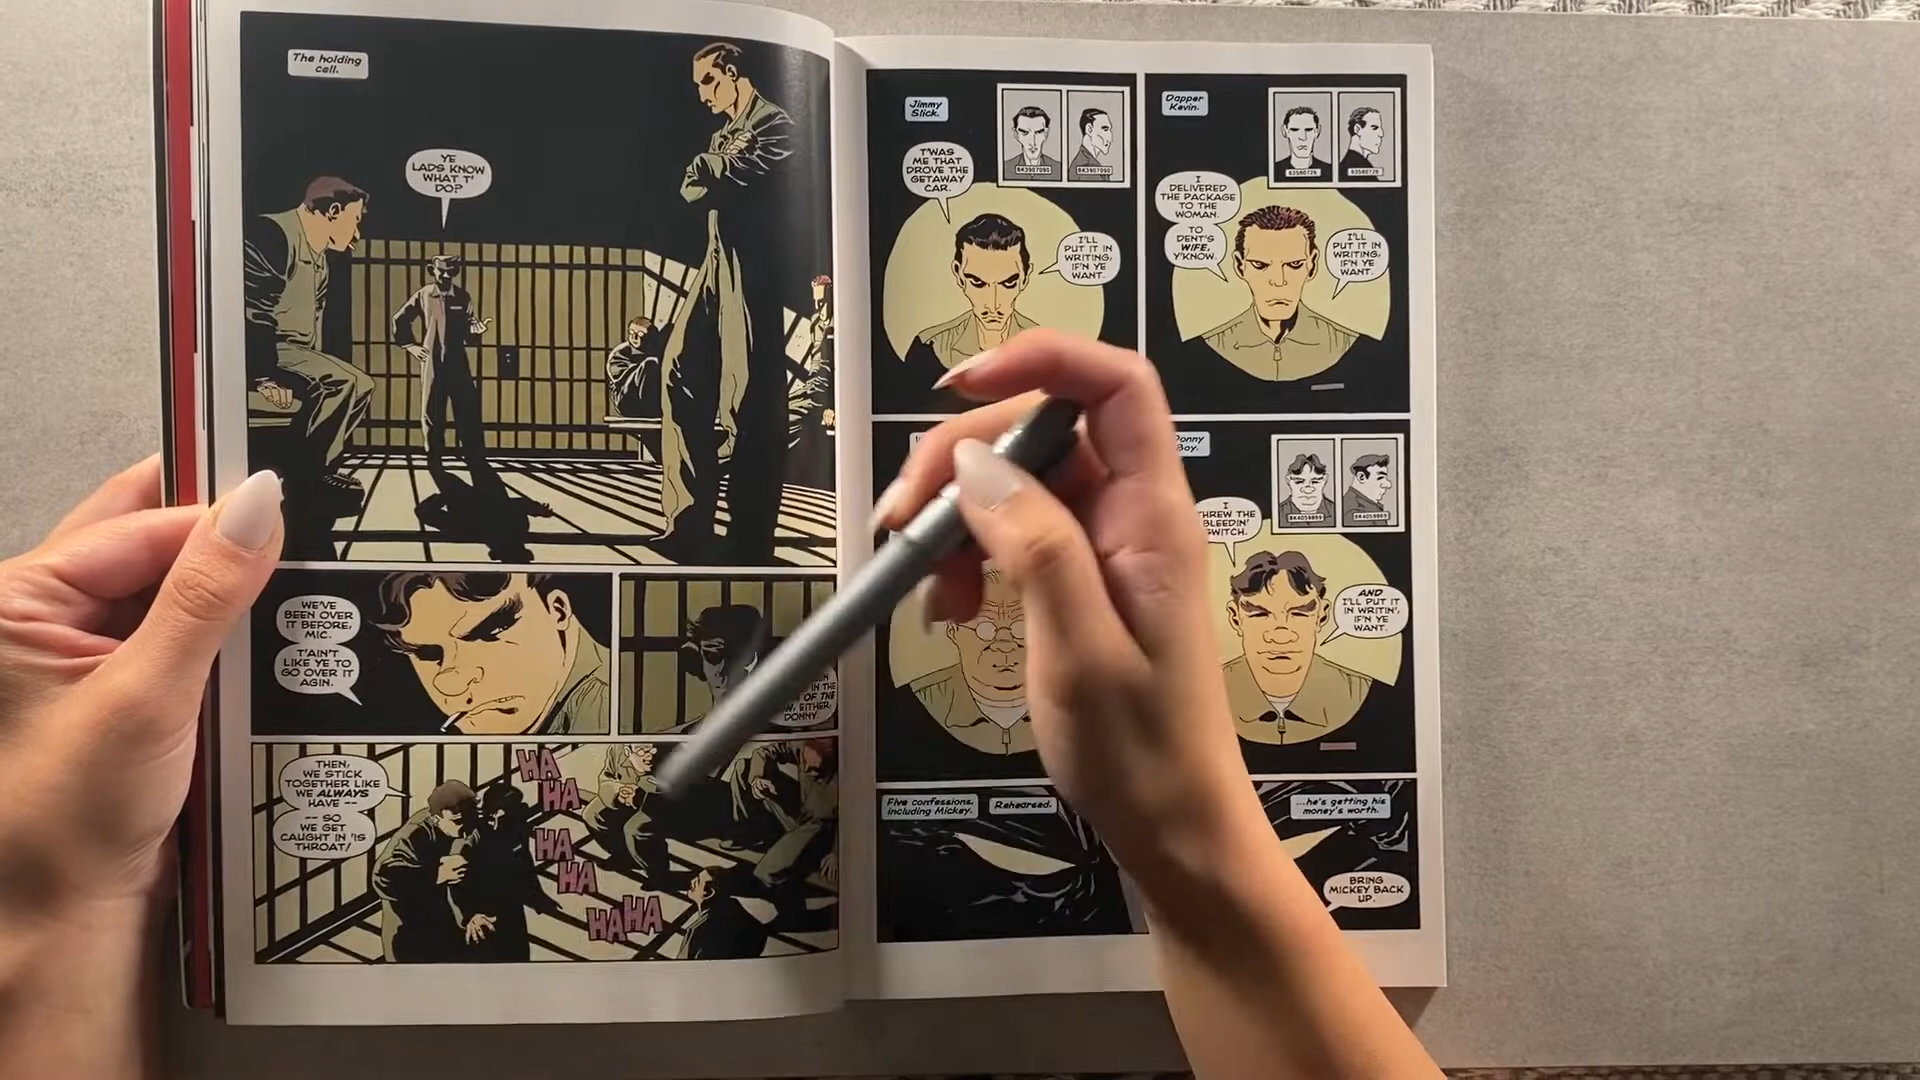 The holding
cell.
YE
LADS KNOW
WHAT T'
DO?
WE'VE
BEEN OVER
IT BEFORE,
MIC.
T'AIN'T
LIKE YE TO
GO OVER IT
AGIN.
IN THE
OF THE
EITHER,
DONNY.
THEN,
WE STICK
TOGETHER LIKE
WE ALWAYS
HAVE --
-- SO
WE GET
CAUGHT IN 'IS
THROAT!
HA
HA
HA
HA
HAHA
Jimmy
Slick.
BK3907090
BK3907090
T'WAS
ME THAT
DROVE THE
GETAWAY
CAR.
I'LL
PUT IT IN
WRITING,
IF'N YE
WANT.
Dapper
Kevin.
63580726
63580726
I
DELIVERED
THE PACKAGE
TO THE
WOMAN.
TO
DENT'S
WIFE,
Y'KNOW.
I'LL
PUT IT IN
WRITING,
IF'N YE
WANT.
Donny
Boy.
BK4059869
BK4059869
I
THREW THE
BLEEDIN'
SWITCH.
AND
I'LL PUT IT
IN WRITIN',
IF'N YE
WANT.
Five confessions,
including Mickey.
Rehearsed.
...he's getting his
money's worth.
BRING
MICKEY BACK
UP.